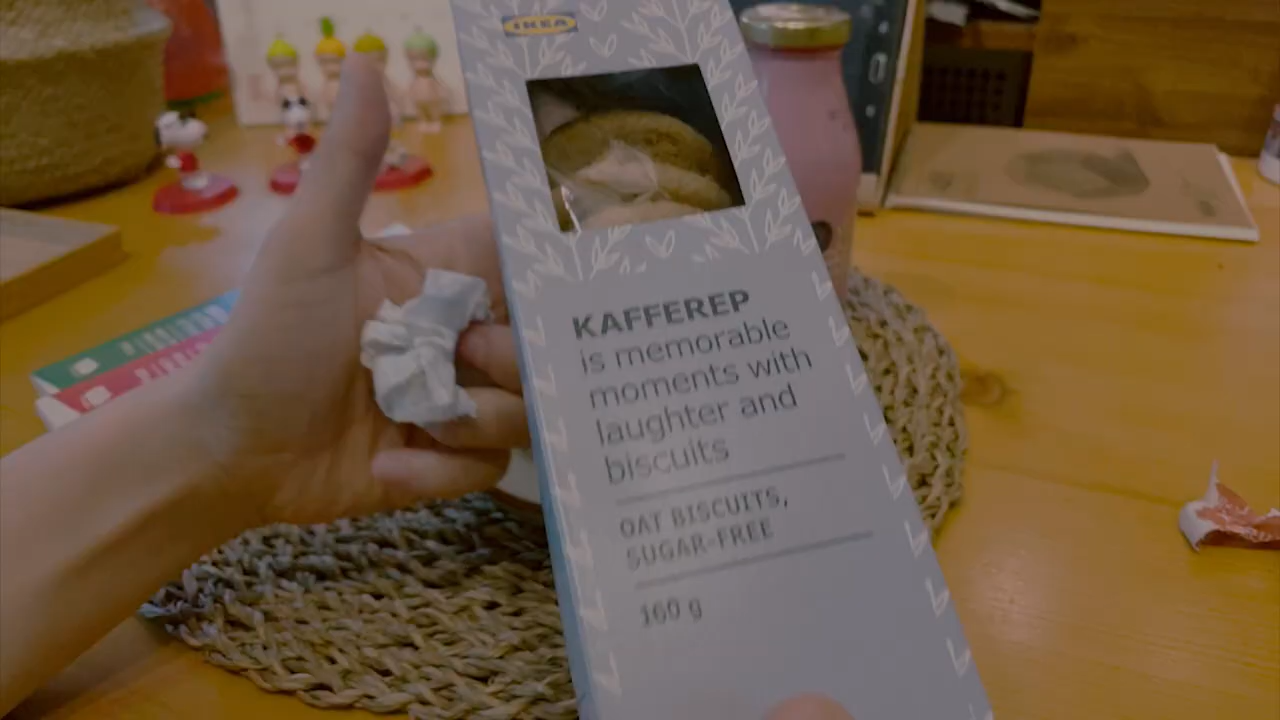 IKEA
KAFFEREP
is memorable
moments with
laughter and
biscuits
OAT BISCUITS,
SUGAR-FREE
160 g